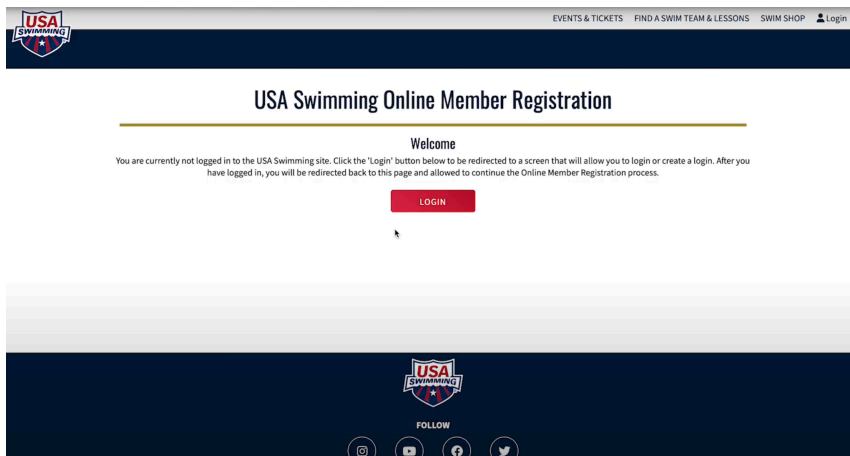 USA
SWIMMING
EVENTS & TICKETS FIND A SWIM TEAM & LESSONS SWIM SHOP Login
USA Swimming Online Member Registration
Welcome
You are currently not logged in to the USA Swimming site. Click the 'Login' button below to be redirected to a screen that will allow you to login or create a login. After you
have logged in, you will be redirected back to this page and allowed to continue the Online Member Registration process.
LOGIN
USA
SWIMMING
FOLLOW